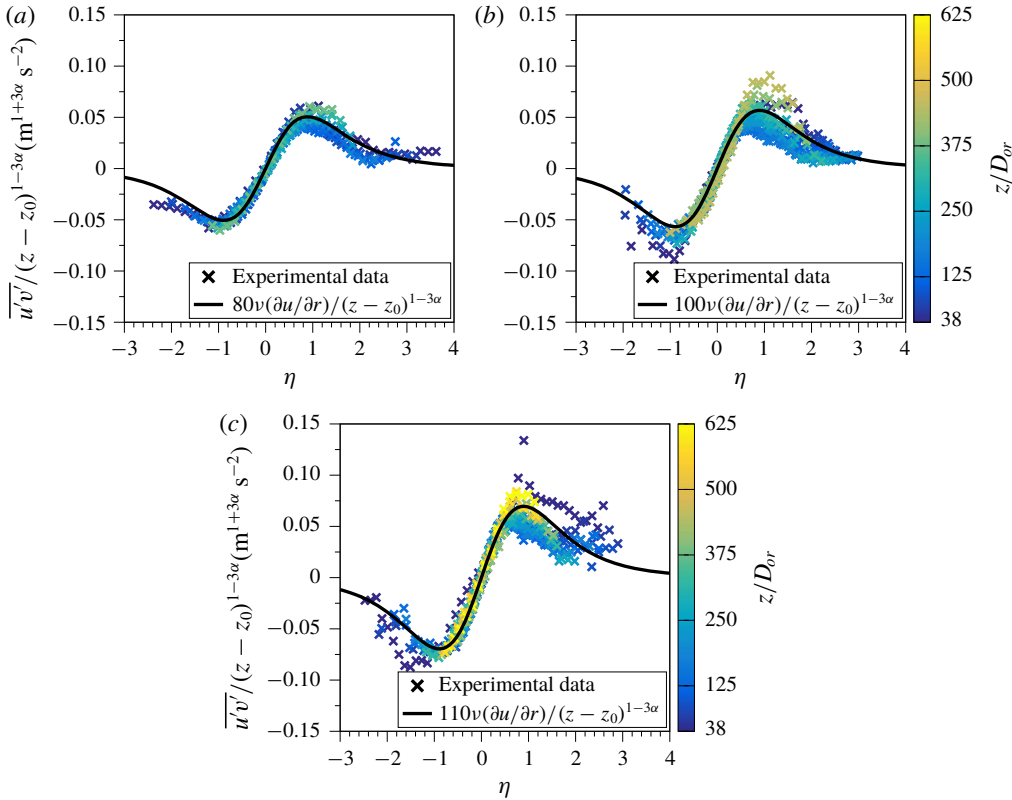 (a)
0.15
0.10
0.05
0
−0.05
−0.10
−0.15
−3 −2 −1 0 1 2 3 4
η
u′v′/(z − z0)^1−3α(m^1+3α s^−2)
Experimental data
80ν(∂u/∂r)/(z − z0)^1−3α
(b)
0.15
0.10
0.05
0
−0.05
−0.10
−0.15
−3 −2 −1 0 1 2 3 4
η
Experimental data
100ν(∂u/∂r)/(z − z0)^1−3α
625
500
375
250
125
38
z/Dor
(c)
0.15
0.10
0.05
0
−0.05
−0.10
−0.15
−3 −2 −1 0 1 2 3 4
η
u′v′/(z − z0)^1−3α(m^1+3α s^−2)
Experimental data
110ν(∂u/∂r)/(z − z0)^1−3α
625
500
375
250
125
38
z/Dor